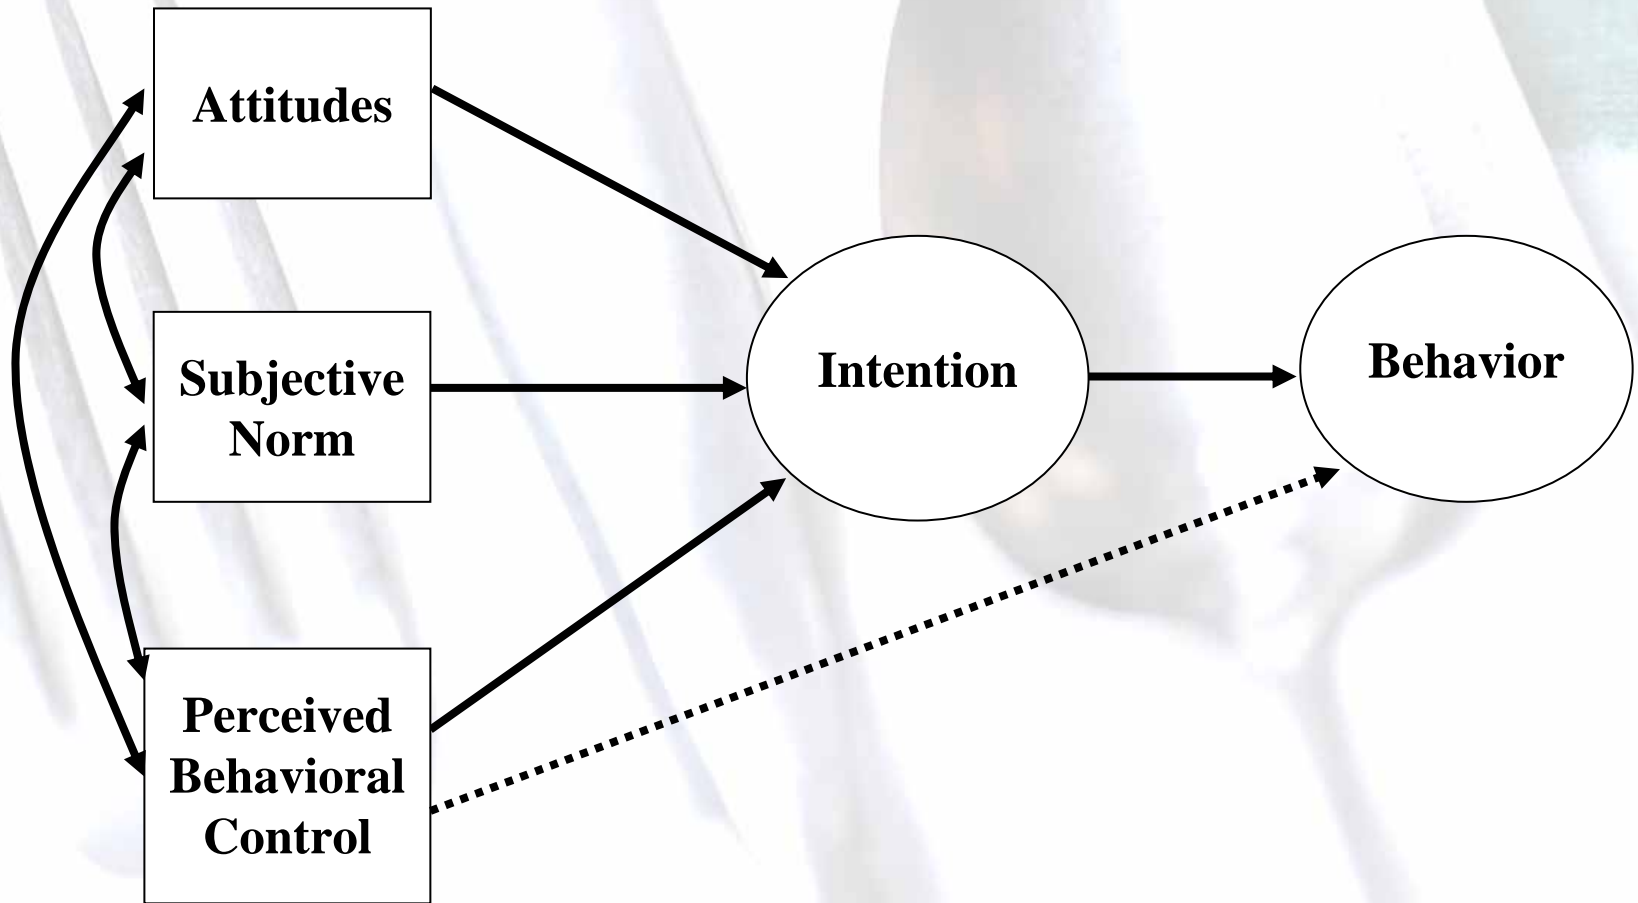 Attitudes
Subjective
Norm
Perceived
Behavioral
Control
Intention
Behavior